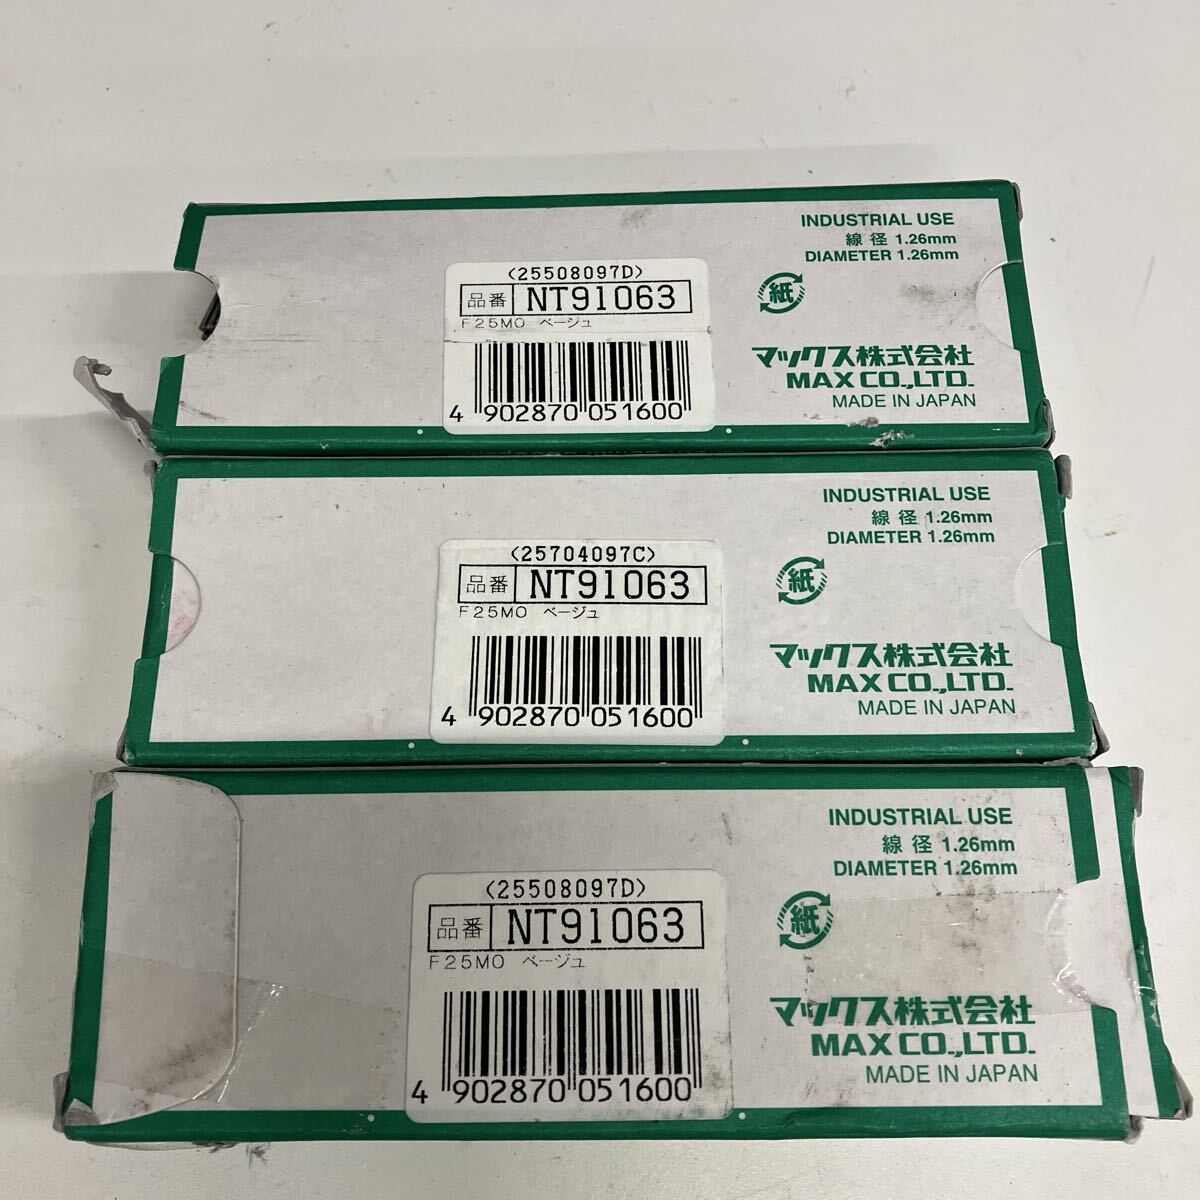 INDUSTRIAL USE
線径 1.26mm
DIAMETER 1.26mm
(25508097D)
品番 NT91063
F25MO ベージュ
4 902870 051600
紙
マックス株式会社
MAX CO.,LTD.
MADE IN JAPAN
INDUSTRIAL USE
線径 1.26mm
DIAMETER 1.26mm
(25704097C)
品番 NT91063
F25MO ベージュ
4 902870 051600
紙
マックス株式会社
MAX CO.,LTD.
MADE IN JAPAN
INDUSTRIAL USE
線径 1.26mm
DIAMETER 1.26mm
(25508097D)
品番 NT91063
F25MO ベージュ
4 902870 051600
紙
マックス株式会社
MAX CO.,LTD.
MADE IN JAPAN